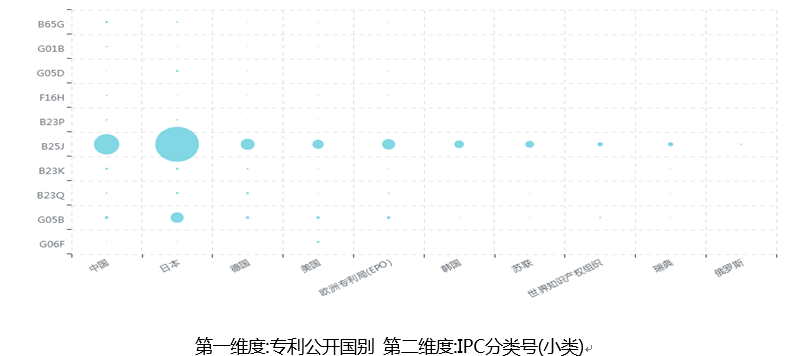 B65G
G01B
G05D
F16H
B23P
B25J
B23K
B23Q
G05B
G06F
中国
日本
德国
美国
欧洲专利局(EPO)
韩国
苏联
世界知识产权组织
瑞典
俄罗斯
第一维度:专利公开国别 第二维度:IPC分类号(小类)